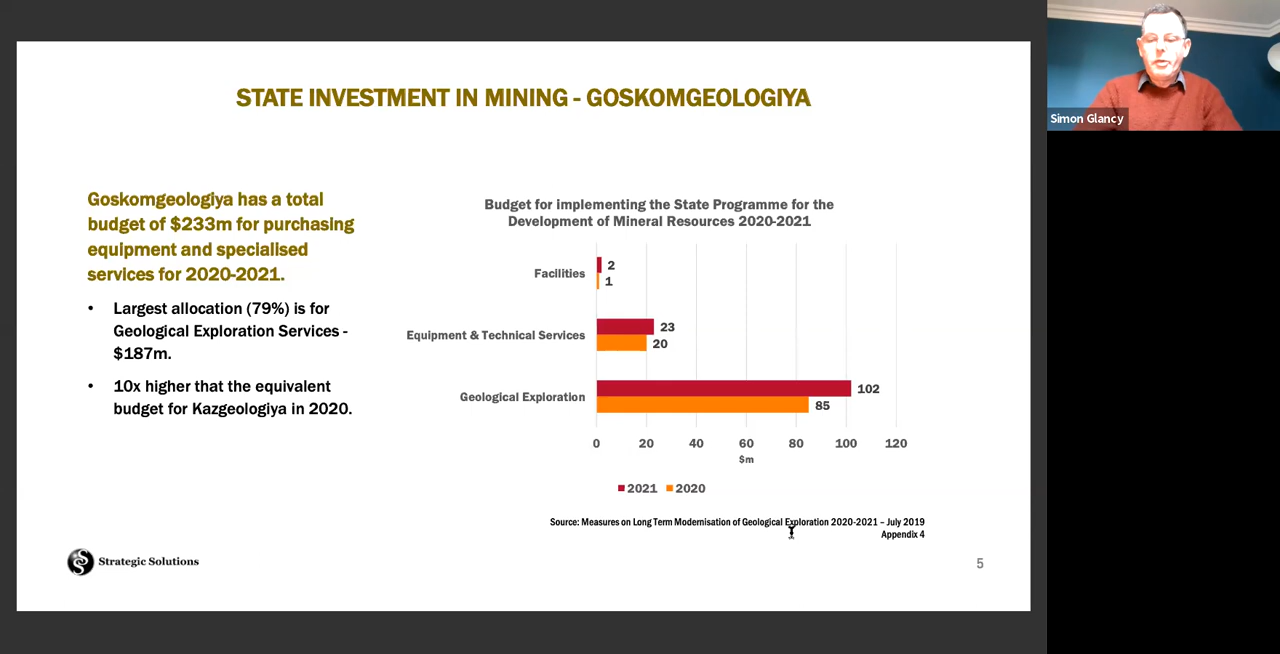 STATE INVESTMENT IN MINING - GOSKOMGEOLOGIYA
Goskomgeologiya has a total
budget of $233m for purchasing
equipment and specialised
services for 2020-2021.
• Largest allocation (79%) is for
Geological Exploration Services -
$187m.
• 10x higher that the equivalent
budget for Kazgeologiya in 2020.
Budget for implementing the State Programme for the
Development of Mineral Resources 2020-2021
Facilities
2
1
Equipment & Technical Services
23
20
Geological Exploration
102
85
0 20 40 60 80 100 120
$m
2021 2020
Source: Measures on Long Term Modernisation of Geological Exploration 2020-2021 – July 2019
Appendix 4
Strategic Solutions
5
Simon Glancy